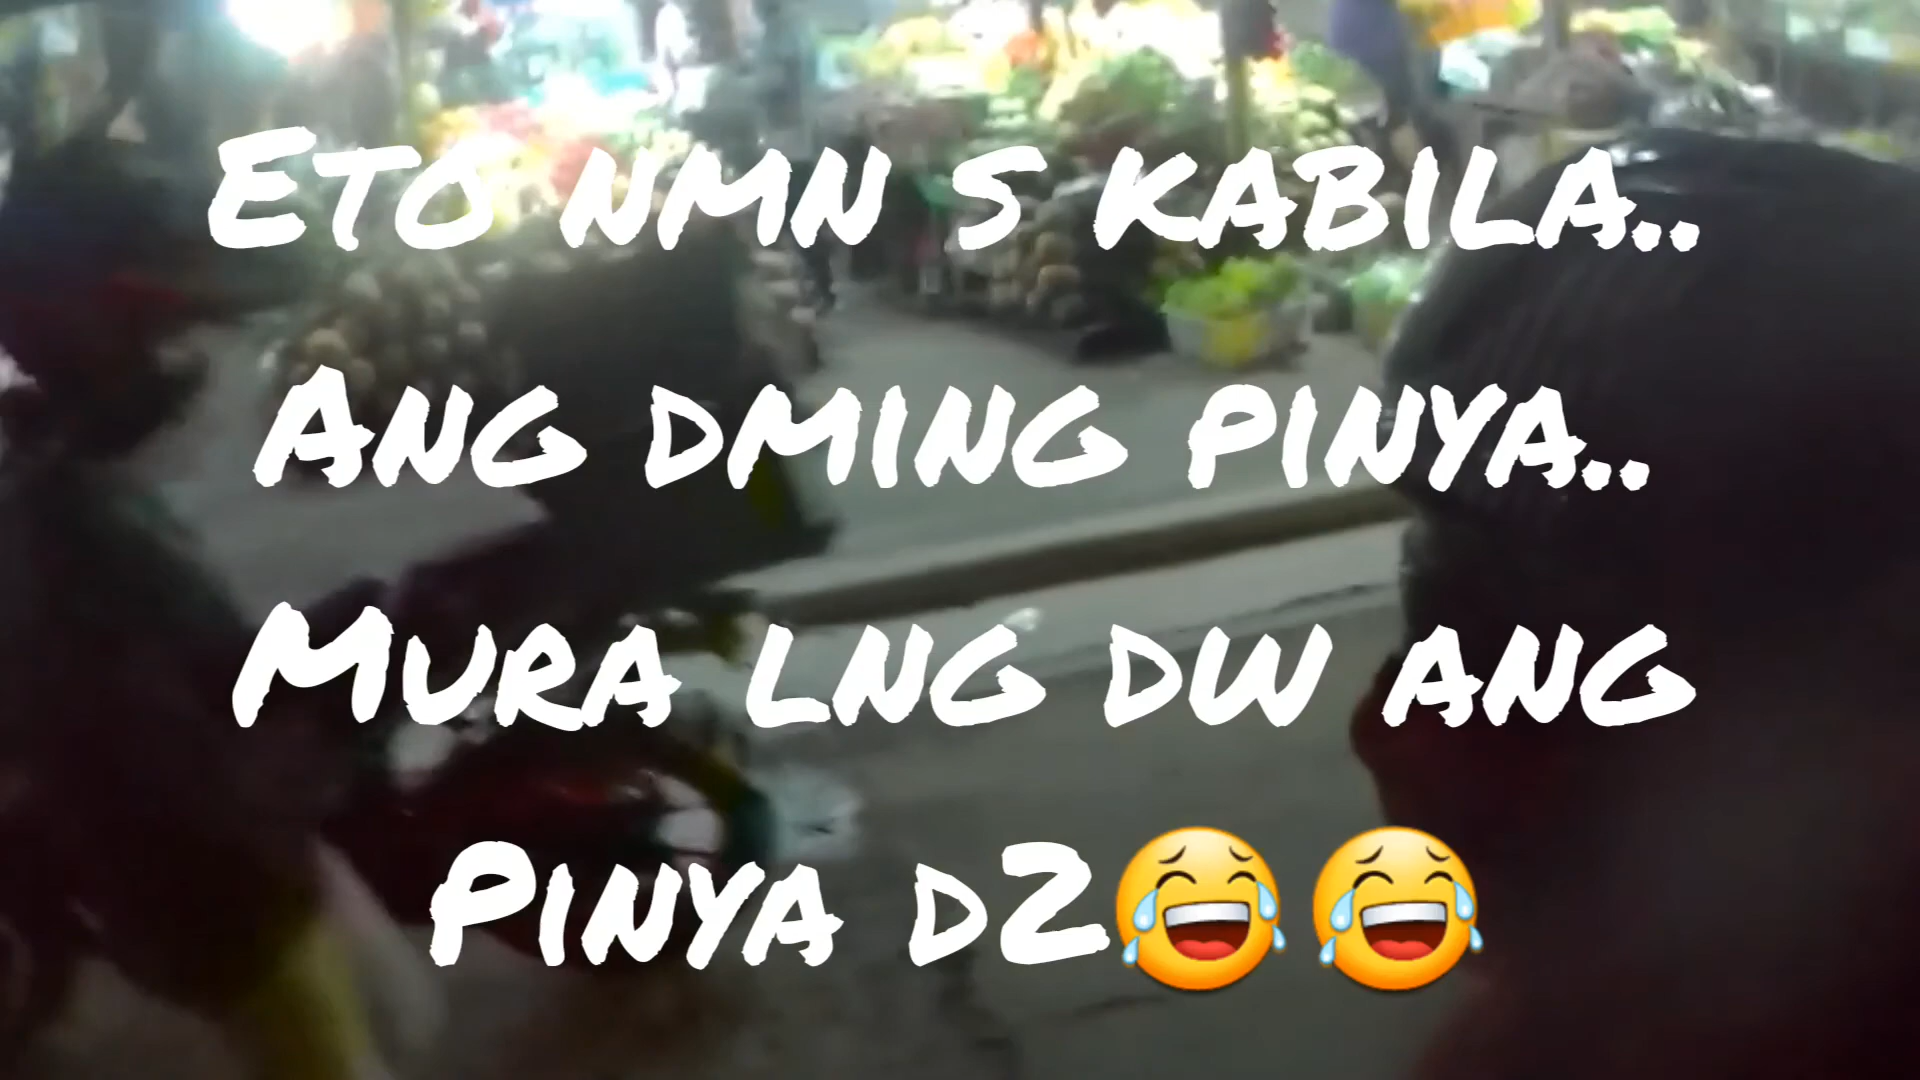 Eto nmn s kabila..
Ang dming pinya..
Mura lng dw ang
Pinya d2😂😂